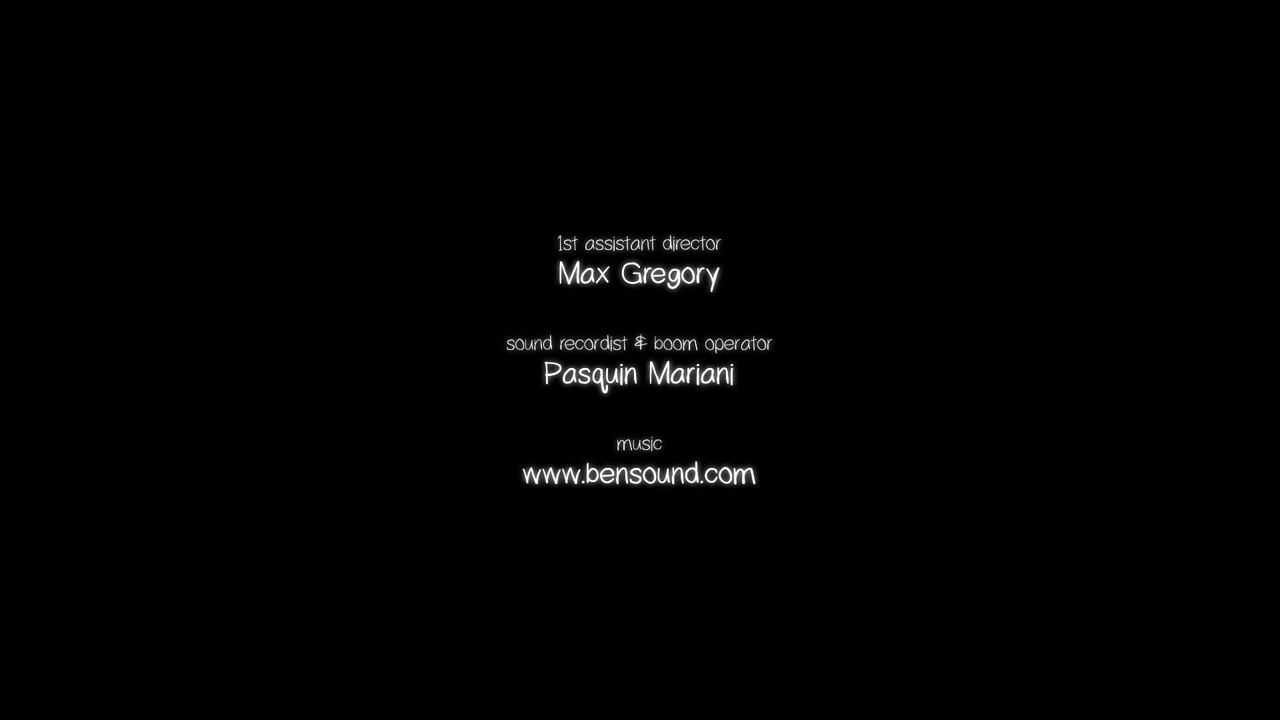 1st assistant director
Max Gregory
sound recordist & boom operator
Pasquin Mariani
music
www.bensound.com